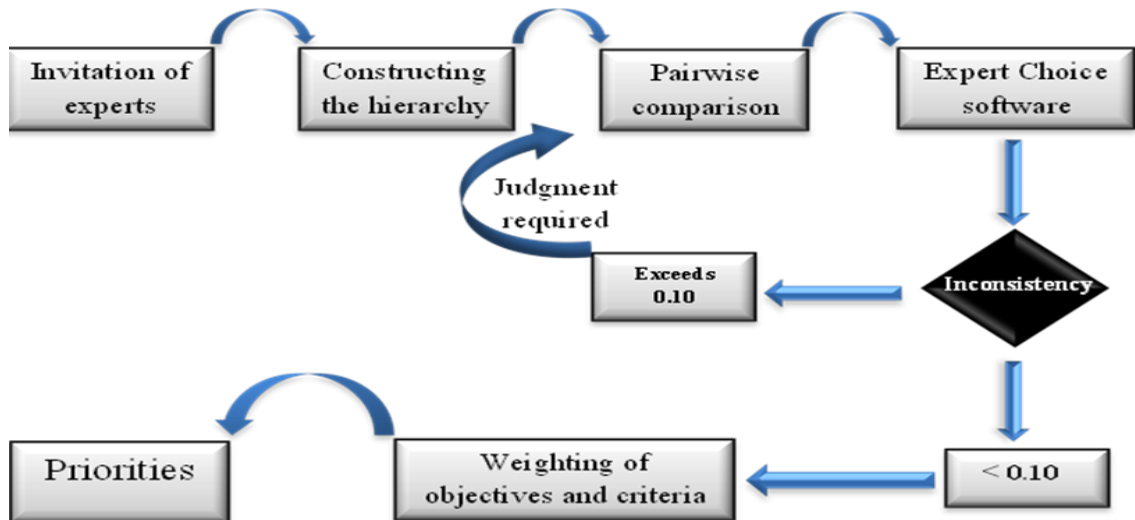 Invitation of
experts
Constructing
the hierarchy
Pairwise
comparison
Expert Choice
software
Judgment
required
Exceeds
0.10
Inconsistency
Priorities
Weighting of
objectives and criteria
< 0.10